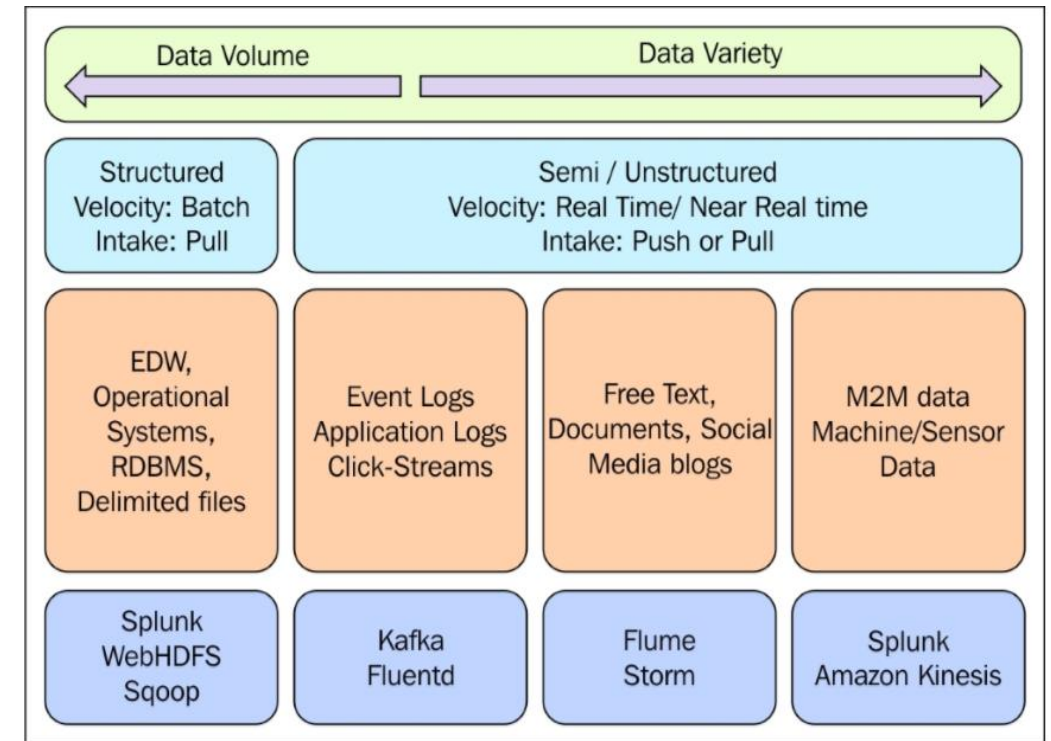 Data Volume
Data Variety
Structured
Velocity: Batch
Intake: Pull
Semi / Unstructured
Velocity: Real Time/ Near Real time
Intake: Push or Pull
EDW,
Operational
Systems,
RDBMS,
Delimited files
Event Logs
Application Logs
Click-Streams
Free Text,
Documents, Social
Media blogs
M2M data
Machine/Sensor
Data
Splunk
WebHDFS
Sqoop
Kafka
Fluentd
Flume
Storm
Splunk
Amazon Kinesis